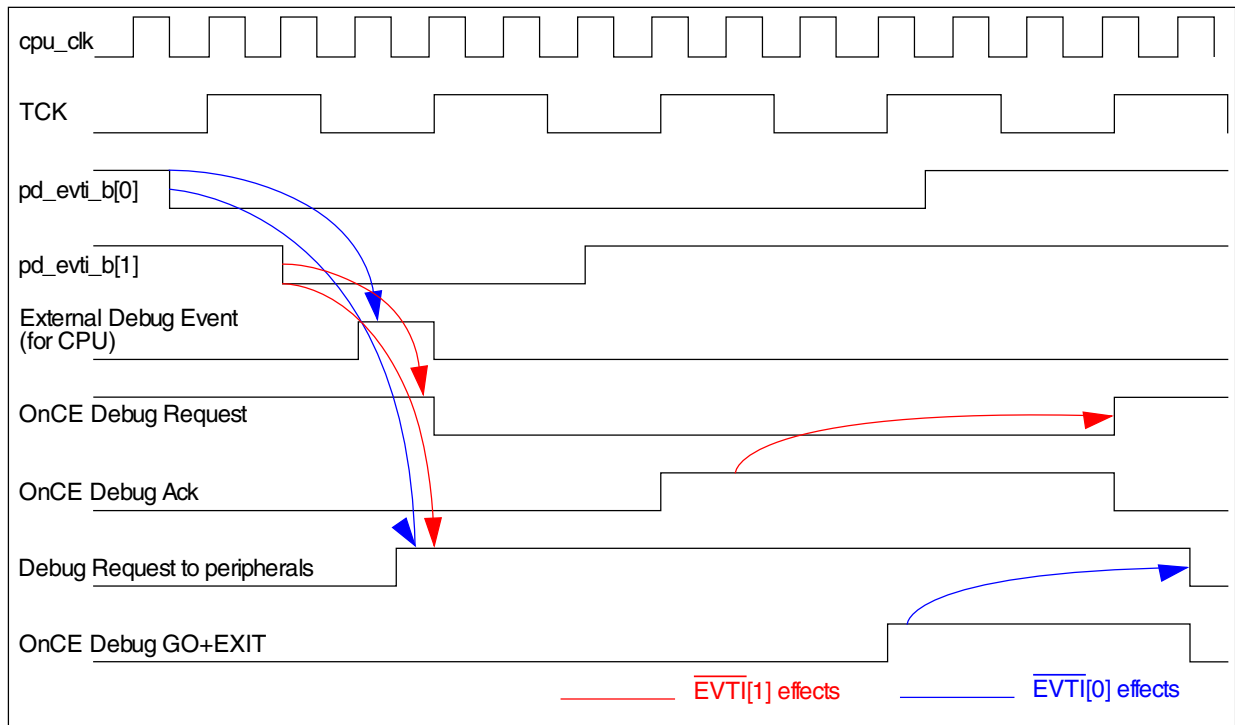 cpu_clk
TCK
pd_evti_b[0]
pd_evti_b[1]
External Debug Event
(for CPU)
OnCE Debug Request
OnCE Debug Ack
Debug Request to peripherals
OnCE Debug GO+EXIT
EVTI[1] effects
EVTI[0] effects